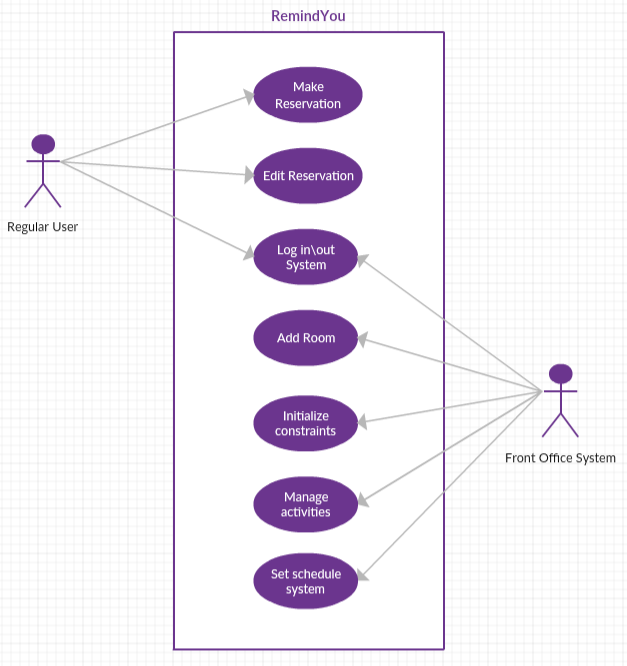 RemindYou
Make
Reservation
Edit Reservation
Regular User
Log in\out
System
Add Room
Initialize
constraints
Front Office System
Manage
activities
Set schedule
system